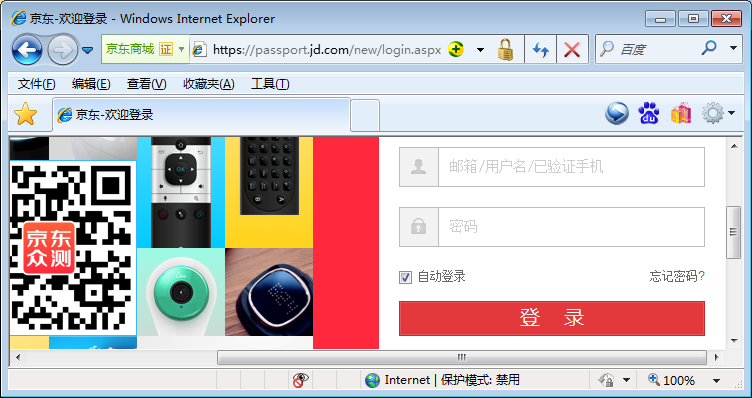 京东-欢迎登录 - Windows Internet Explorer
京东商城 证 https://passport.jd.com/new/login.aspx 百度
文件(F) 编辑(E) 查看(V) 收藏夹(A) 工具(T)
京东-欢迎登录 du
邮箱/用户名/已验证手机
密码
京东
众测
自动登录 忘记密码?
登 录
Internet | 保护模式: 禁用 100%